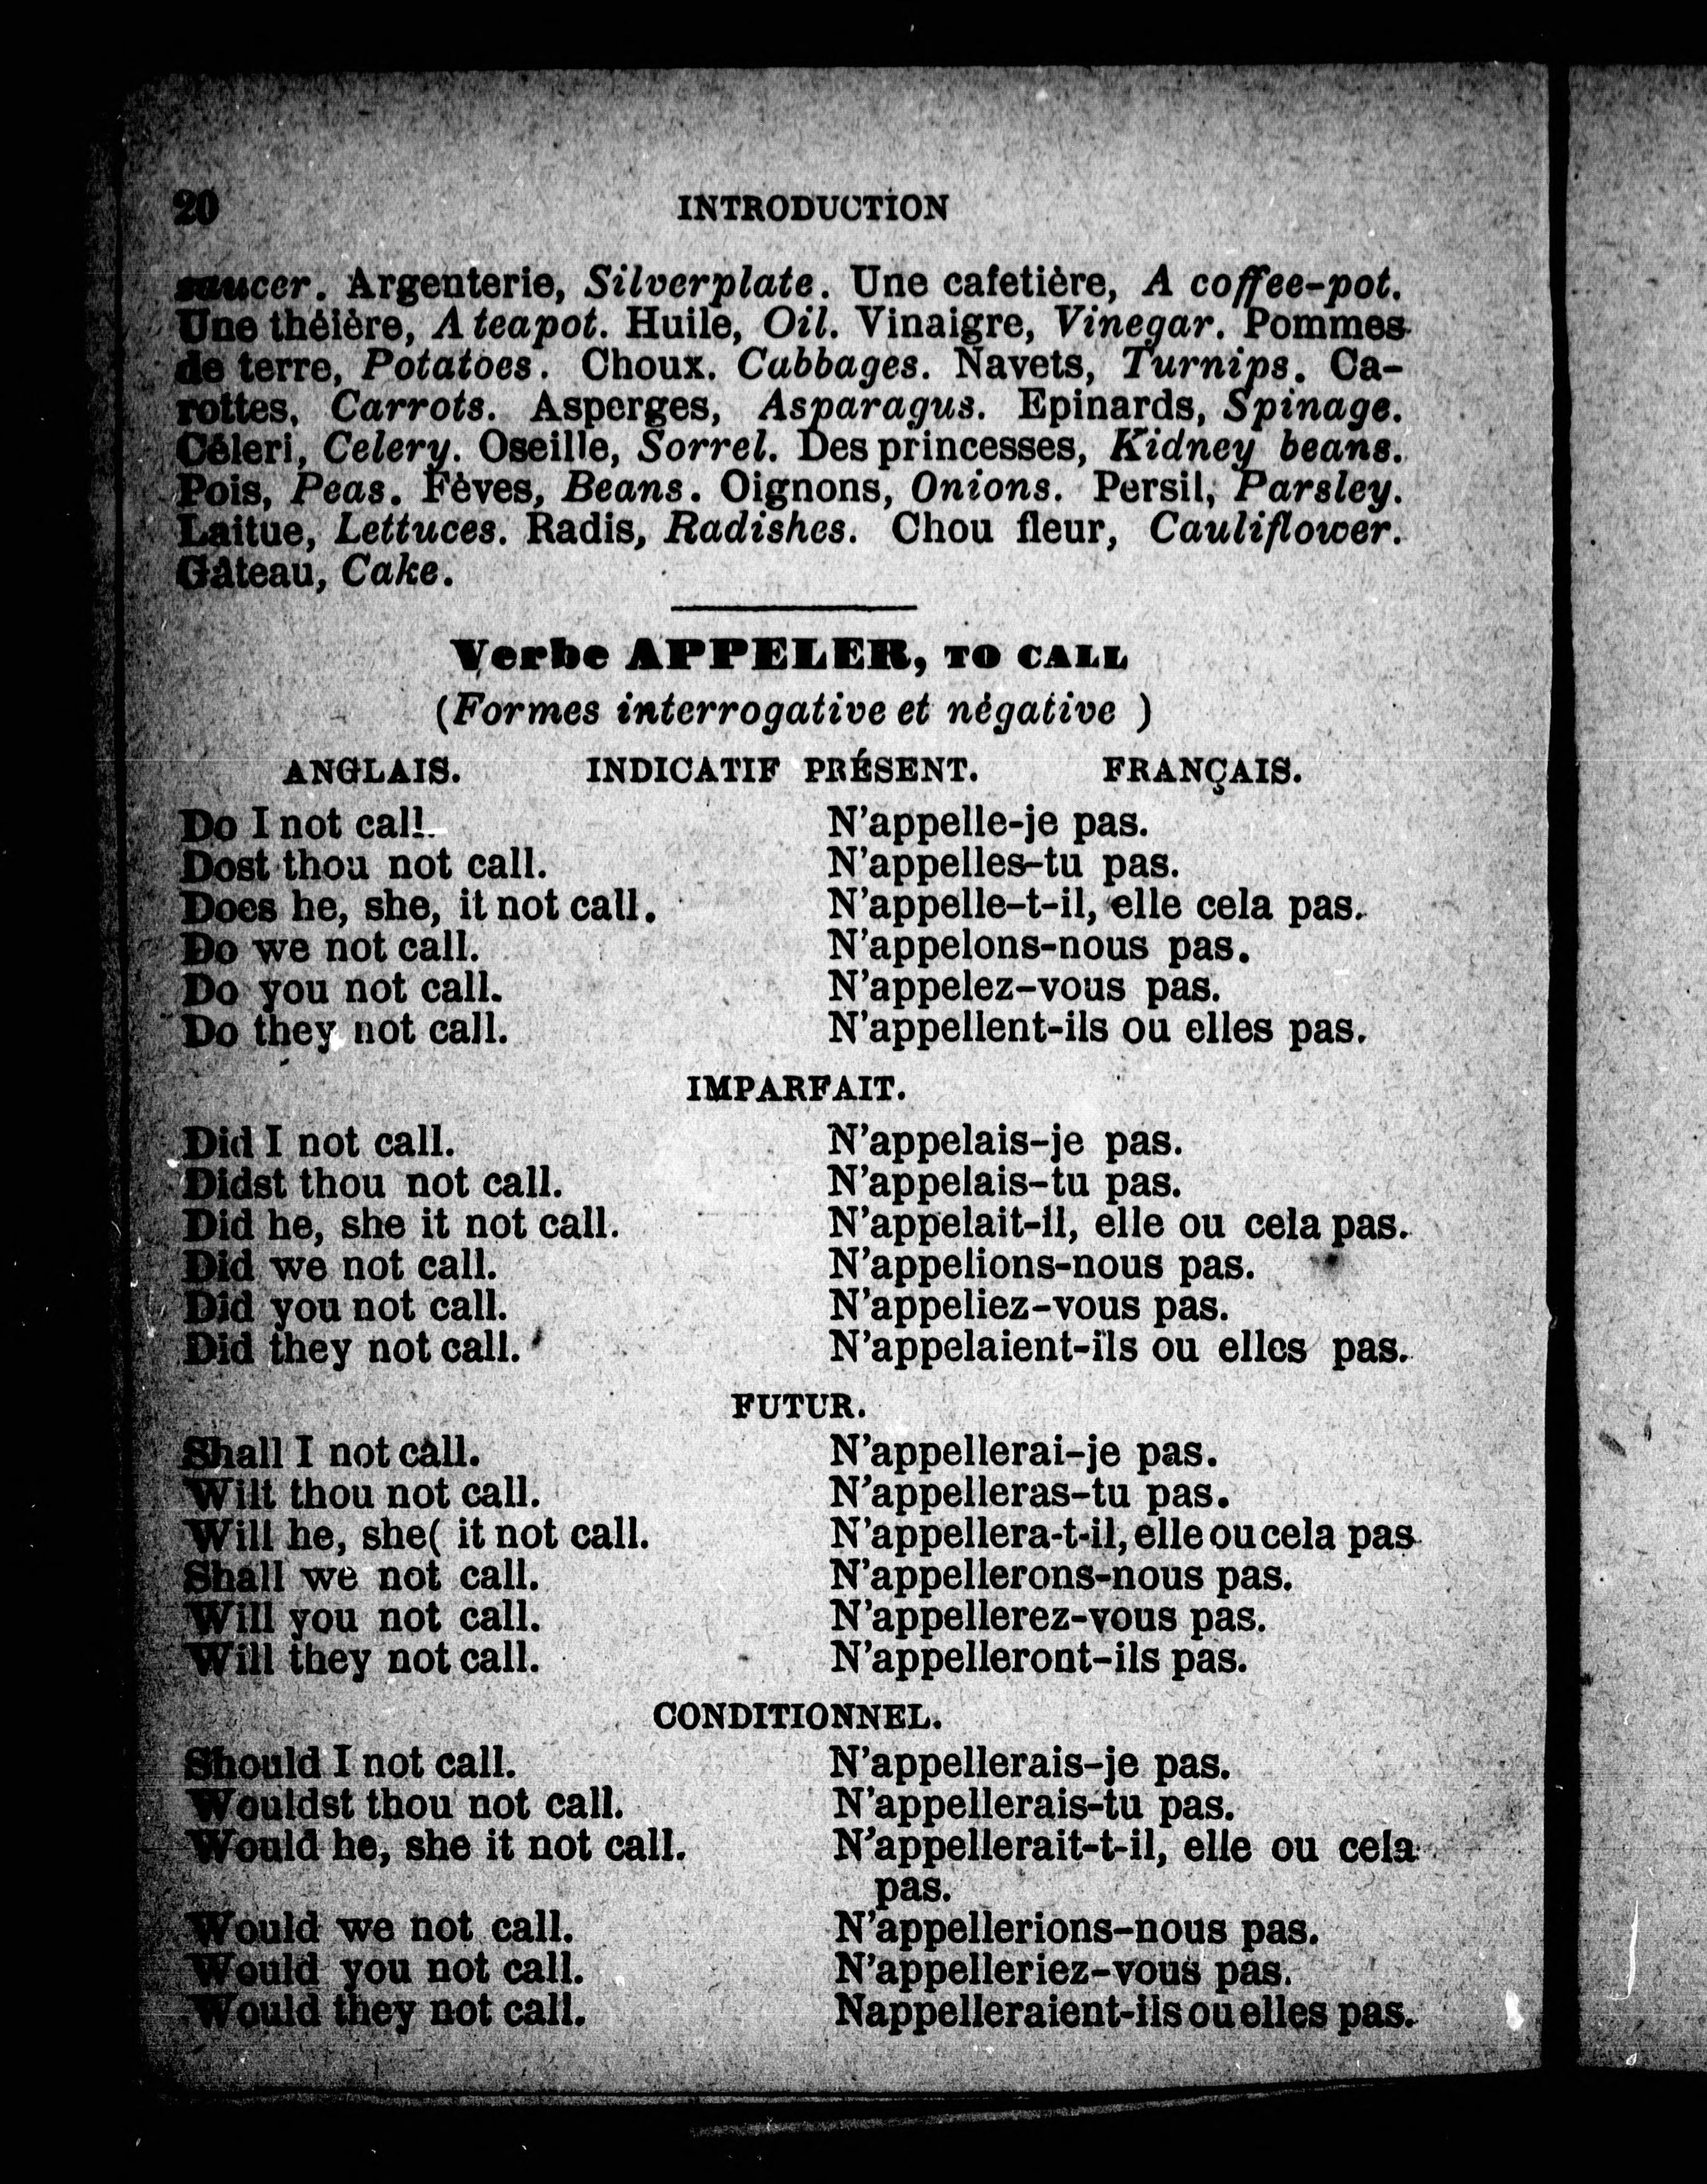 20 INTRODUCTION
saucer. Argenterie, Silverplate. Une cafetière, A coffee-pot.
Une théière, A teapot. Huile, Oil. Vinaigre, Vinegar. Pommes
de terre, Potatoes. Choux. Cabbages. Navets, Turnips. Ca-
rottes, Carrots. Asperges, Asparagus. Epinards, Spinage.
Céleri, Celery. Oseille, Sorrel. Des princesses, Kidney beans.
Pois, Peas. Fèves, Beans. Oignons, Onions. Persil, Parsley.
Laitue, Lettuces. Radis, Radishes. Chou fleur, Cauliflower.
Gâteau, Cake.
Verbe APPELER, TO CALL
(Formes interrogative et négative )
ANGLAIS. INDICATIF PRÉSENT. FRANÇAIS.
Do I not call. N'appelle-je pas.
Dost thou not call. N'appelles-tu pas.
Does he, she, it not call. N'appelle-t-il, elle cela pas.
Do we not call. N'appelons-nous pas.
Do you not call. N'appelez-vous pas.
Do they not call. N'appellent-ils ou elles pas.
IMPARFAIT.
Did I not call. N'appelais-je pas.
Didst thou not call. N'appelais-tu pas.
Did he, she it not call. N'appelait-il, elle ou cela pas.
Did we not call. N'appelions-nous pas.
Did you not call. N'appeliez-vous pas.
Did they not call. N'appelaient-ils ou elles pas.
FUTUR.
Shall I not call. N'appellerai-je pas.
Wilt thou not call. N'appelleras-tu pas.
Will he, she( it not call. N'appellera-t-il, elle ou cela pas
Shall we not call. N'appellerons-nous pas.
Will you not call. N'appellerez-vous pas.
Will they not call. N'appelleront-ils pas.
CONDITIONNEL.
Should I not call. N'appellerais-je pas.
Wouldst thou not call. N'appellerais-tu pas.
Would he, she it not call. N'appellerait-t-il, elle ou cela
pas.
Would we not call. N'appellerions-nous pas.
Would you not call. N'appelleriez-vous pas.
Would they not call. Nappelleraient-ils ou elles pas.